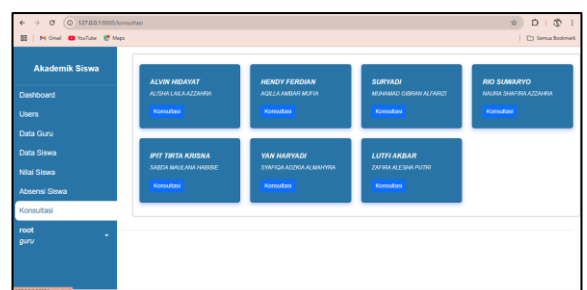 127.0.0.1:8000/konsultasi
Gmail YouTube Maps Semua Bookmark
Akademik Siswa
Dashboard
Users
Data Guru
Data Siswa
Nilai Siswa
Absensi Siswa
Konsultasi
root
guru
ALVIN HIDAYAT
ALISHA LAILA AZZAHRA
Konsultasi
HENDY FERDIAN
AQILLA AMBAR MUFIA
Konsultasi
SURYADI
MUHAMAD GIBRAN ALFARIZI
Konsultasi
RIO SUWARYO
NAURA SHAFIRA AZZAHRA
Konsultasi
IPIT TIRTA KRISNA
SABDA MAULANA HABIBIE
Konsultasi
YAN HARYADI
SYAFIQA ADZKIA ALMAHYRA
Konsultasi
LUTFI AKBAR
ZAFIRA ALESHA PUTRI
Konsultasi